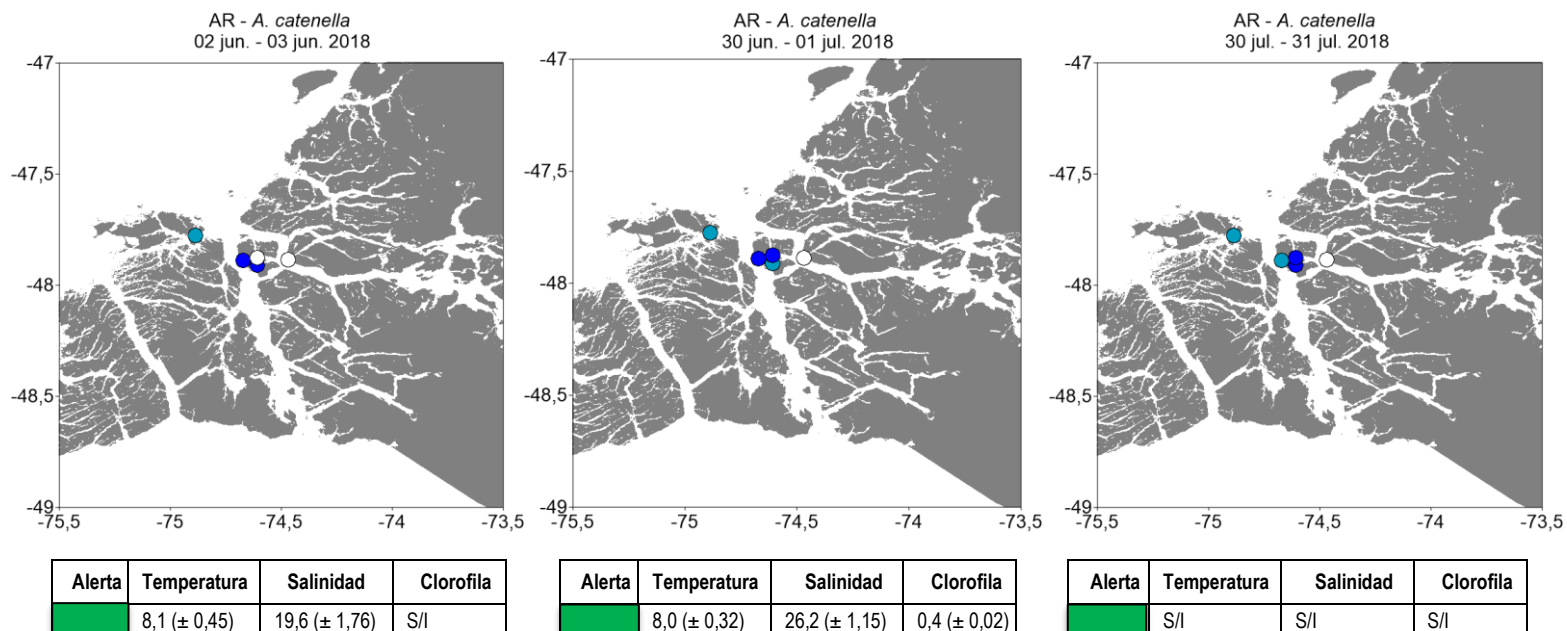 AR - A. catenella
02 jun. - 03 jun. 2018
-47
-47,5
-48
-48,5
-49
-75,5
-75
-74,5
-74
-73,5
AR - A. catenella
30 jun. - 01 jul. 2018
-47
-47,5
-48
-48,5
-49
-75,5
-75
-74,5
-74
-73,5
AR - A. catenella
30 jul. - 31 jul. 2018
-47
-47,5
-48
-48,5
-49
-75,5
-75
-74,5
-74
-73,5
Alerta Temperatura Salinidad Clorofila
8,1 (± 0,45) 19,6 (± 1,76) S/I
Alerta Temperatura Salinidad Clorofila
8,0 (± 0,32) 26,2 (± 1,15) 0,4 (± 0,02)
Alerta Temperatura Salinidad Clorofila
S/I S/I S/I